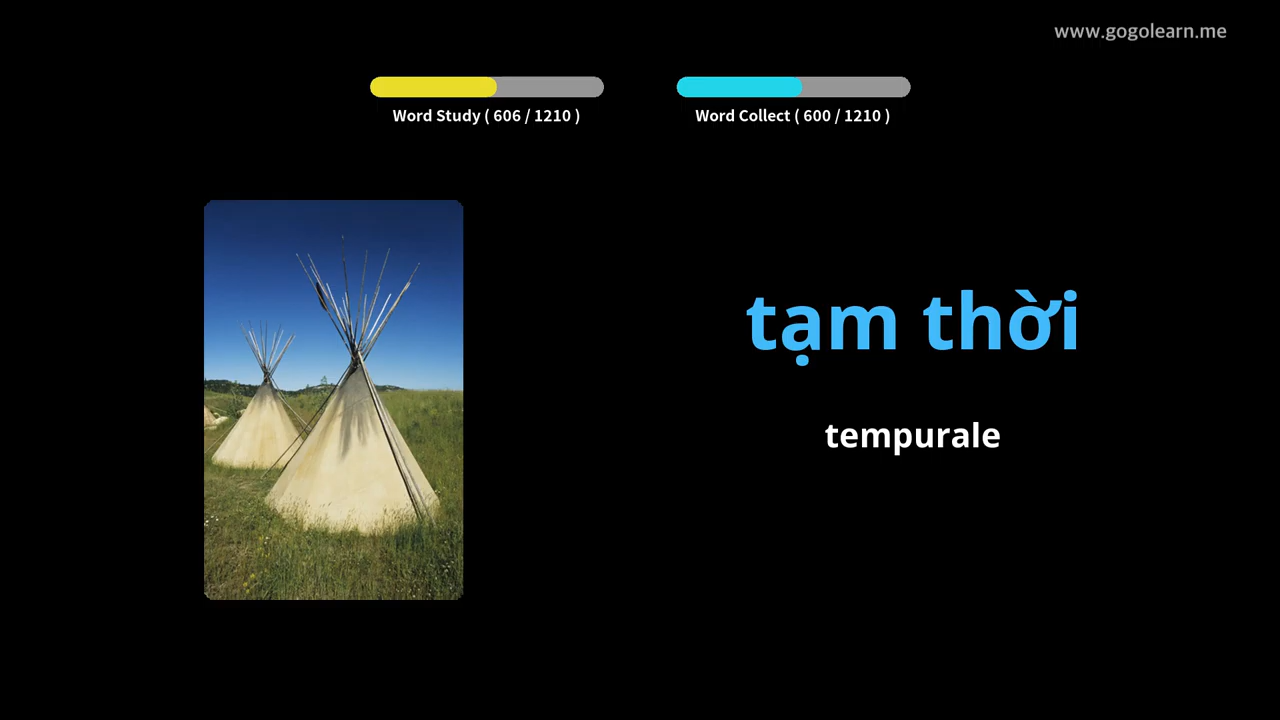 www.gogolearn.me
Word Study ( 606 / 1210 )
Word Collect ( 600 / 1210 )
tạm thời
tempurale